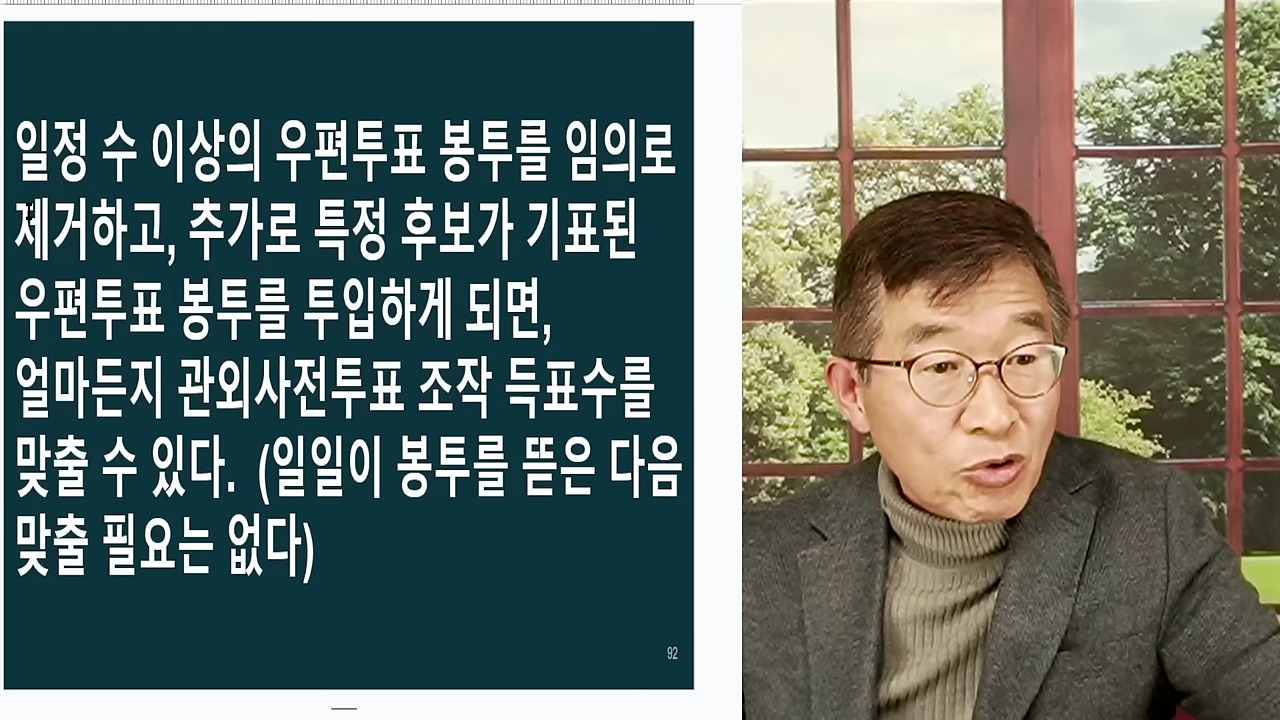 일정 수 이상의 우편투표 봉투를 임의로
제거하고, 추가로 특정 후보가 기표된
우편투표 봉투를 투입하게 되면,
얼마든지 관외사전투표 조작 득표수를
맞출 수 있다. (일일이 봉투를 뜯은 다음
맞출 필요는 없다)
92